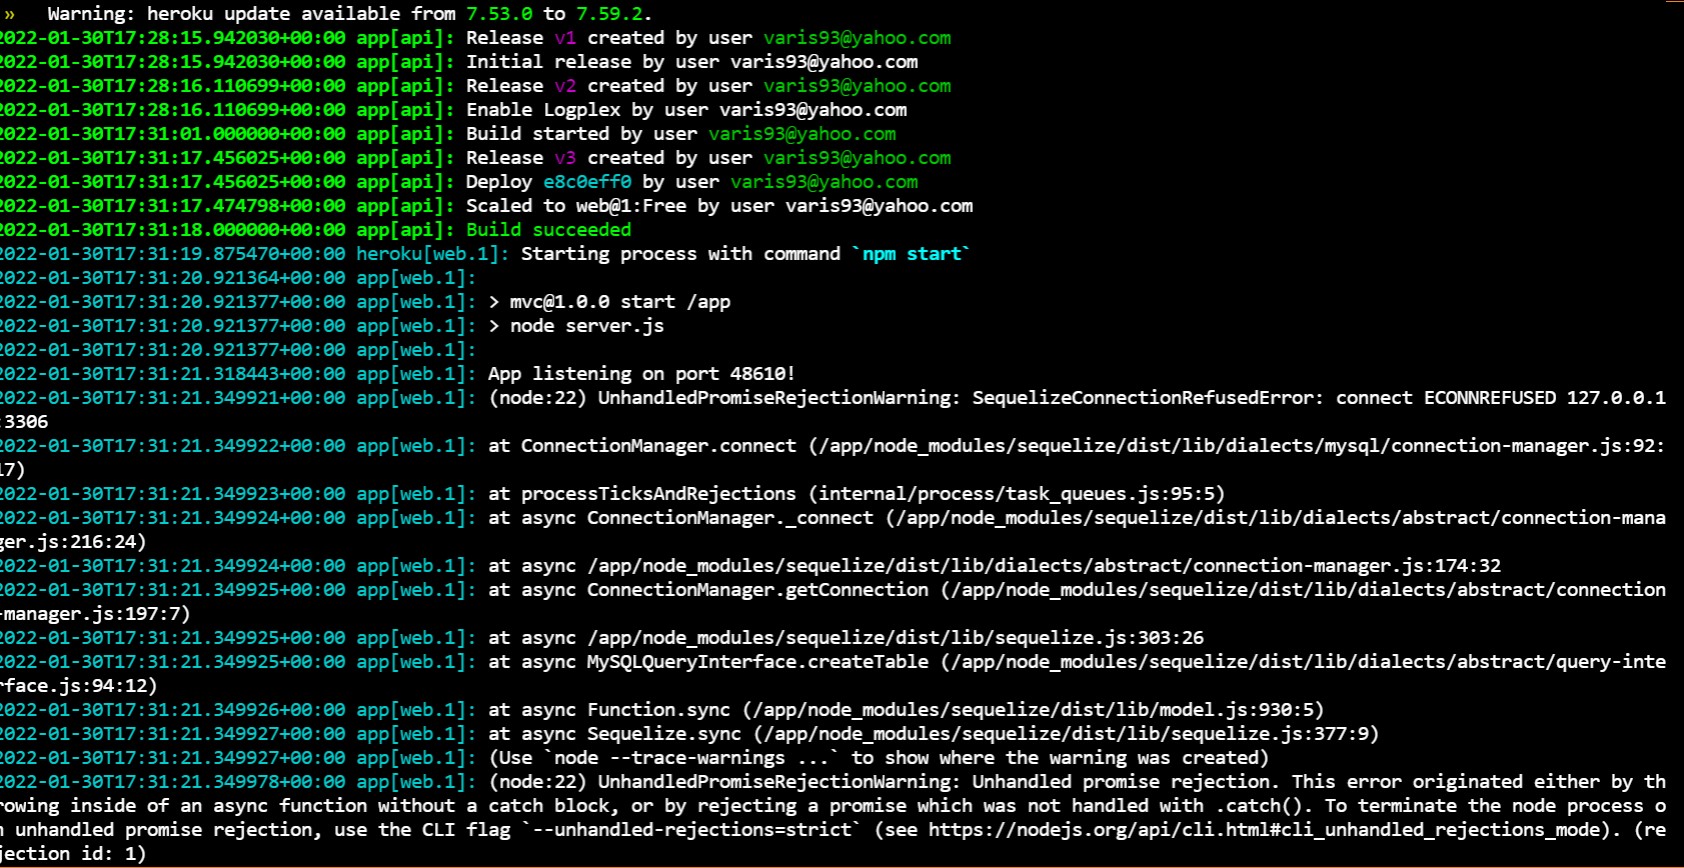 »   Warning: heroku update available from 7.53.0 to 7.59.2.
2022-01-30T17:28:15.942030+00:00 app[api]: Release v1 created by user varis93@yahoo.com
2022-01-30T17:28:15.942030+00:00 app[api]: Initial release by user varis93@yahoo.com
2022-01-30T17:28:16.110699+00:00 app[api]: Release v2 created by user varis93@yahoo.com
2022-01-30T17:28:16.110699+00:00 app[api]: Enable Logplex by user varis93@yahoo.com
2022-01-30T17:31:01.000000+00:00 app[api]: Build started by user varis93@yahoo.com
2022-01-30T17:31:17.456025+00:00 app[api]: Release v3 created by user varis93@yahoo.com
2022-01-30T17:31:17.456025+00:00 app[api]: Deploy e8c0eff0 by user varis93@yahoo.com
2022-01-30T17:31:17.474798+00:00 app[api]: Scaled to web@1:Free by user varis93@yahoo.com
2022-01-30T17:31:18.000000+00:00 app[api]: Build succeeded
2022-01-30T17:31:19.875470+00:00 heroku[web.1]: Starting process with command `npm start`
2022-01-30T17:31:20.921364+00:00 app[web.1]:
2022-01-30T17:31:20.921377+00:00 app[web.1]: > mvc@1.0.0 start /app
2022-01-30T17:31:20.921377+00:00 app[web.1]: > node server.js
2022-01-30T17:31:20.921377+00:00 app[web.1]:
2022-01-30T17:31:21.318443+00:00 app[web.1]: App listening on port 48610!
2022-01-30T17:31:21.349921+00:00 app[web.1]: (node:22) UnhandledPromiseRejectionWarning: SequelizeConnectionRefusedError: connect ECONNREFUSED 127.0.0.1
:3306
2022-01-30T17:31:21.349922+00:00 app[web.1]: at ConnectionManager.connect (/app/node_modules/sequelize/dist/lib/dialects/mysql/connection-manager.js:92:
17)
2022-01-30T17:31:21.349923+00:00 app[web.1]: at processTicksAndRejections (internal/process/task_queues.js:95:5)
2022-01-30T17:31:21.349924+00:00 app[web.1]: at async ConnectionManager._connect (/app/node_modules/sequelize/dist/lib/dialects/abstract/connection-mana
ger.js:216:24)
2022-01-30T17:31:21.349924+00:00 app[web.1]: at async /app/node_modules/sequelize/dist/lib/dialects/abstract/connection-manager.js:174:32
2022-01-30T17:31:21.349925+00:00 app[web.1]: at async ConnectionManager.getConnection (/app/node_modules/sequelize/dist/lib/dialects/abstract/connection
-manager.js:197:7)
2022-01-30T17:31:21.349925+00:00 app[web.1]: at async /app/node_modules/sequelize/dist/lib/sequelize.js:303:26
2022-01-30T17:31:21.349925+00:00 app[web.1]: at async MySQLQueryInterface.createTable (/app/node_modules/sequelize/dist/lib/dialects/abstract/query-inte
rface.js:94:12)
2022-01-30T17:31:21.349926+00:00 app[web.1]: at async Function.sync (/app/node_modules/sequelize/dist/lib/model.js:930:5)
2022-01-30T17:31:21.349927+00:00 app[web.1]: at async Sequelize.sync (/app/node_modules/sequelize/dist/lib/sequelize.js:377:9)
2022-01-30T17:31:21.349927+00:00 app[web.1]: (Use `node --trace-warnings ...` to show where the warning was created)
2022-01-30T17:31:21.349978+00:00 app[web.1]: (node:22) UnhandledPromiseRejectionWarning: Unhandled promise rejection. This error originated either by th
rowing inside of an async function without a catch block, or by rejecting a promise which was not handled with .catch(). To terminate the node process o
n unhandled promise rejection, use the CLI flag `--unhandled-rejections=strict` (see https://nodejs.org/api/cli.html#cli_unhandled_rejections_mode). (re
jection id: 1)